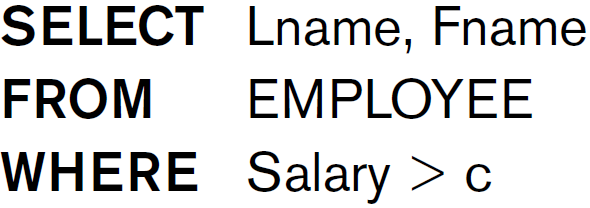 SELECT Lname, Fname
FROM EMPLOYEE
WHERE Salary > c